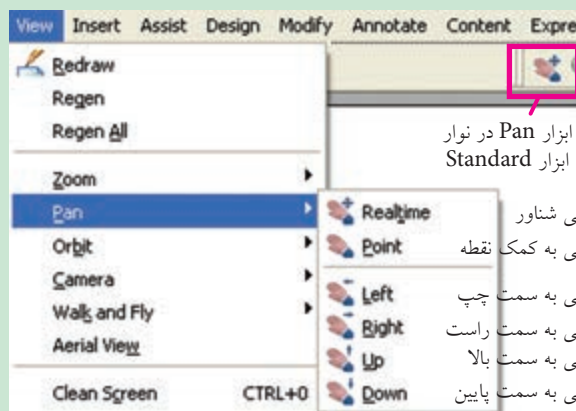 View Insert Assist Design Modify Annotate Content Expre
Redraw
Regen
Regen All
Zoom
Pan
Orbit
Camera
Walk and Fly
Aerial View
Clean Screen CTRL+0
Realtime
Point
Left
Right
Up
Down
ابزار Pan در نوار
ابزار Standard
ی شناور
ی به کمک نقطه
ی به سمت چپ
ی به سمت راست
ی به سمت بالا
ی به سمت پایین